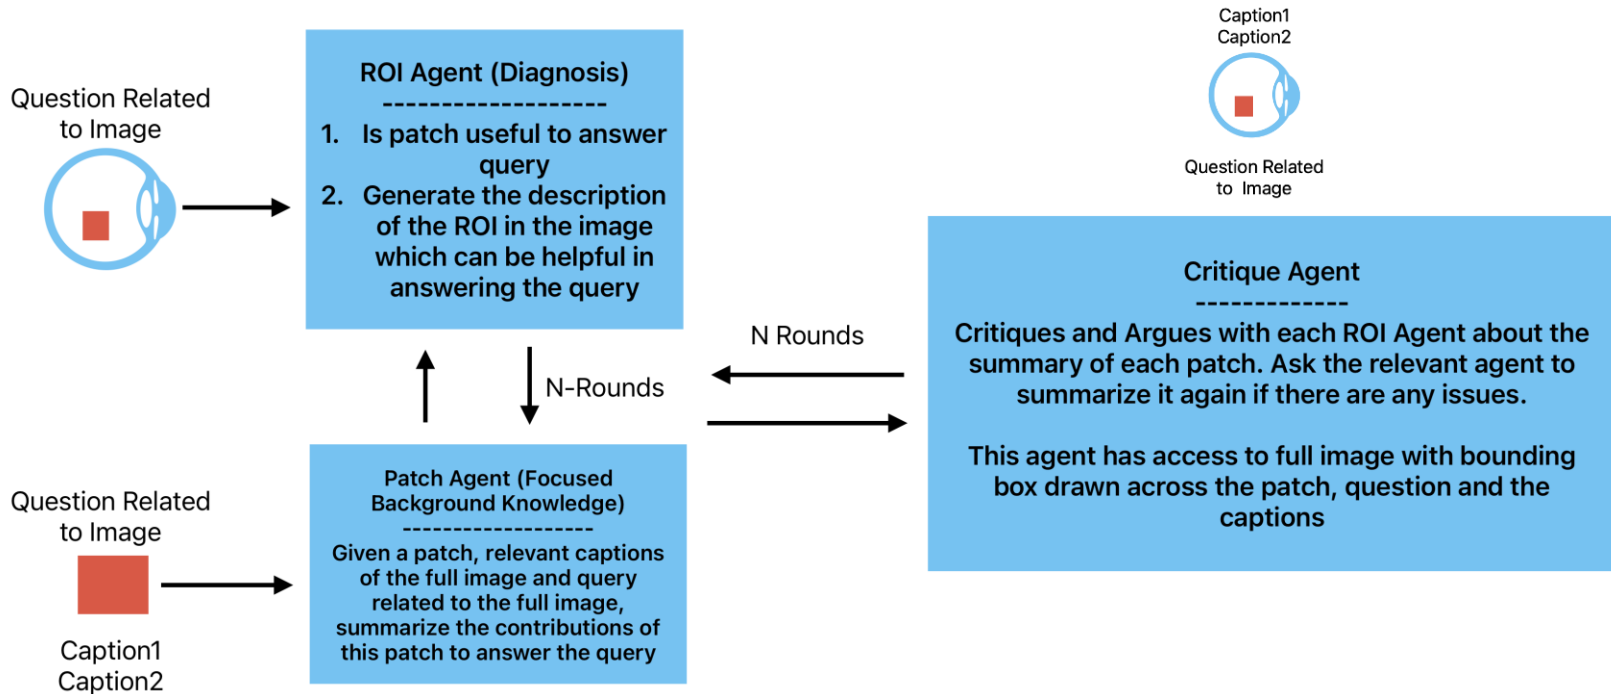 Question Related
to Image
ROI Agent (Diagnosis)
-------------------
1. Is patch useful to answer
query
2. Generate the description
of the ROI in the image
which can be helpful in
answering the query
N-Rounds
Question Related
to Image
Caption1
Caption2
Patch Agent (Focused
Background Knowledge)
-------------------
Given a patch, relevant captions
of the full image and query
related to the full image,
summarize the contributions of
this patch to answer the query
N Rounds
Caption1
Caption2
Question Related
to Image
Critique Agent
-------------
Critiques and Argues with each ROI Agent about the
summary of each patch. Ask the relevant agent to
summarize it again if there are any issues.
This agent has access to full image with bounding
box drawn across the patch, question and the
captions